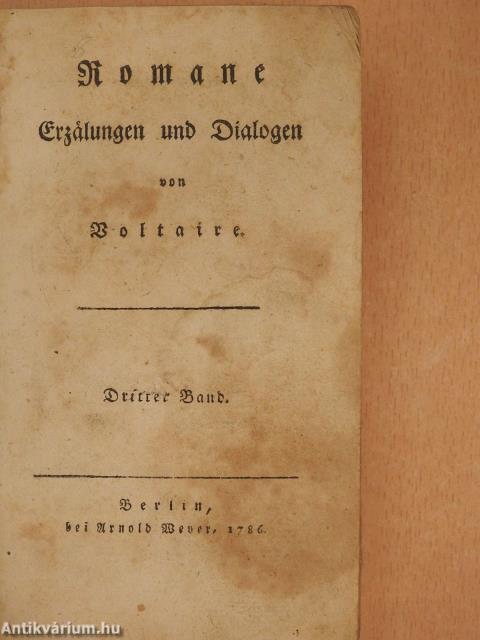 Romane
Erzälungen und Dialogen
von
Voltaire.
Dritter Band.
Berlin,
bei Arnold Wever, 1786.
Antikvárium.hu